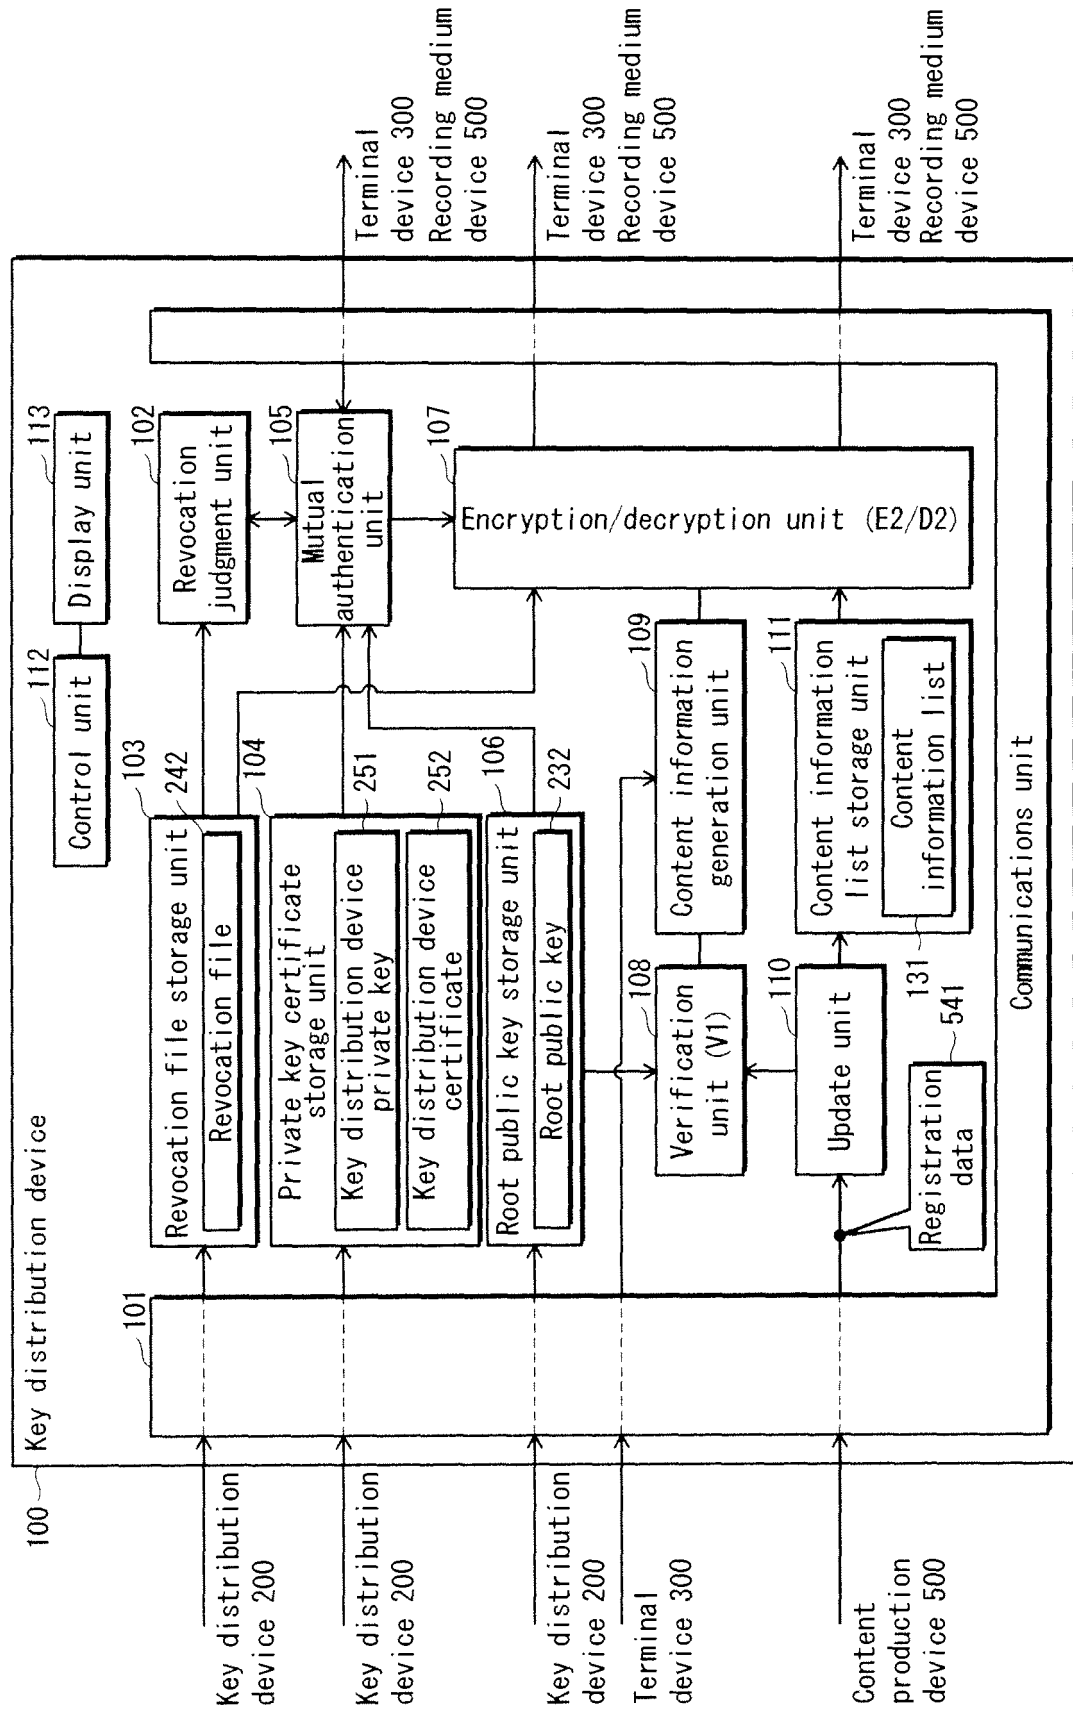 100
Key distribution device
101
Communications unit
112
Control unit
113
Display unit
103
Revocation file storage unit
242
Revocation file
102
Revocation
judgment unit
104
Private key certificate
storage unit
251
Key distribution device
private key
252
Key distribution device
certificate
105
Mutual
authentication
unit
106
Root public key storage unit
232
Root public key
107
Encryption/decryption unit (E2/D2)
108
Verification
unit (V1)
109
Content information
generation unit
110
Update unit
111
Content information
list storage unit
Content
information list
131
541
Registration
data
Key distribution
device 200
Key distribution
device 200
Key distribution
device 200
Terminal
device 300
Content
production
device 500
Terminal
device 300
Recording medium
device 500
Terminal
device 300
Recording medium
device 500
Terminal
device 300
Recording medium
device 500